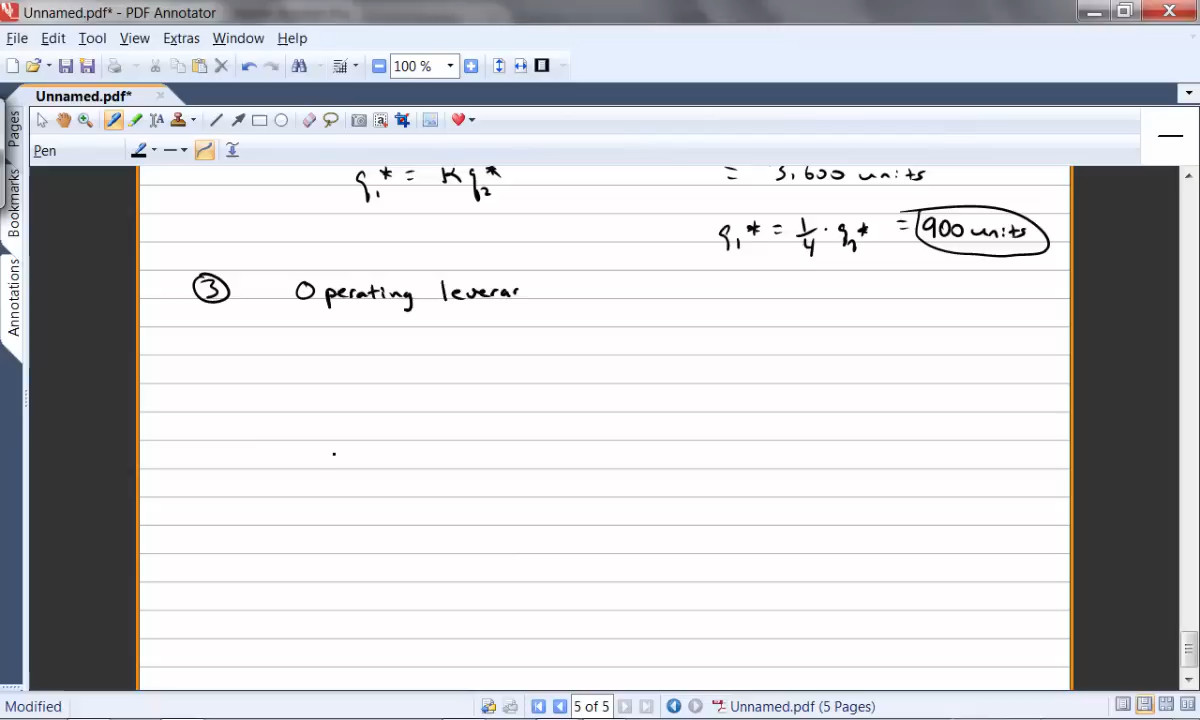 Unnamed.pdf* - PDF Annotator
File Edit Tool View Extras Window Help
100 %
Unnamed.pdf*
Pen
Pages
Bookmarks
Annotations
q₁* = K q₂*
= 3,600 units
q₁* = 1/4 · q₂* = 900 units
③ Operating leverar
Modified
5 of 5
Unnamed.pdf (5 Pages)